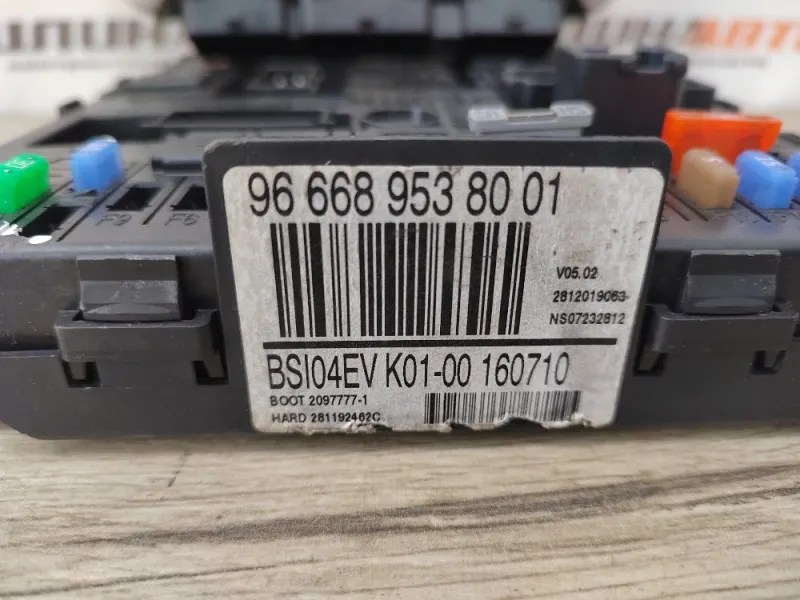 96 668 953 80 01
V05.02
2812019063
NS07232812
BSI04EV K01-00 160710
BOOT 2097777-1
HARD 281192462C
F9
F6